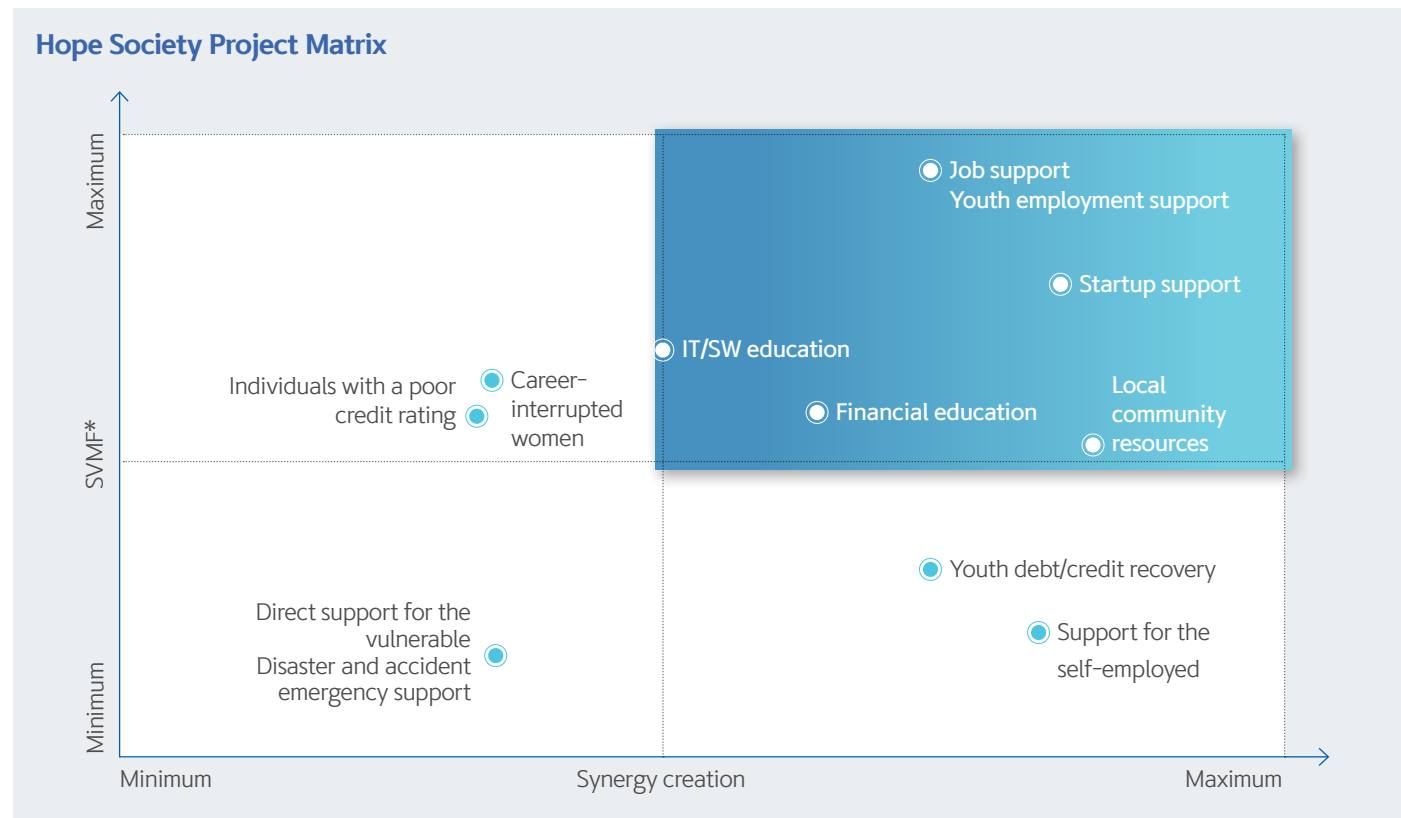 Hope Society Project Matrix
Maximum
SVMF*
Minimum
Job support
Youth employment support
Startup support
IT/SW education
Individuals with a poor
credit rating
Career-
interrupted
women
Financial education
Local
community
resources
Youth debt/credit recovery
Support for the
self-employed
Direct support for the
vulnerable
Disaster and accident
emergency support
Minimum
Synergy creation
Maximum